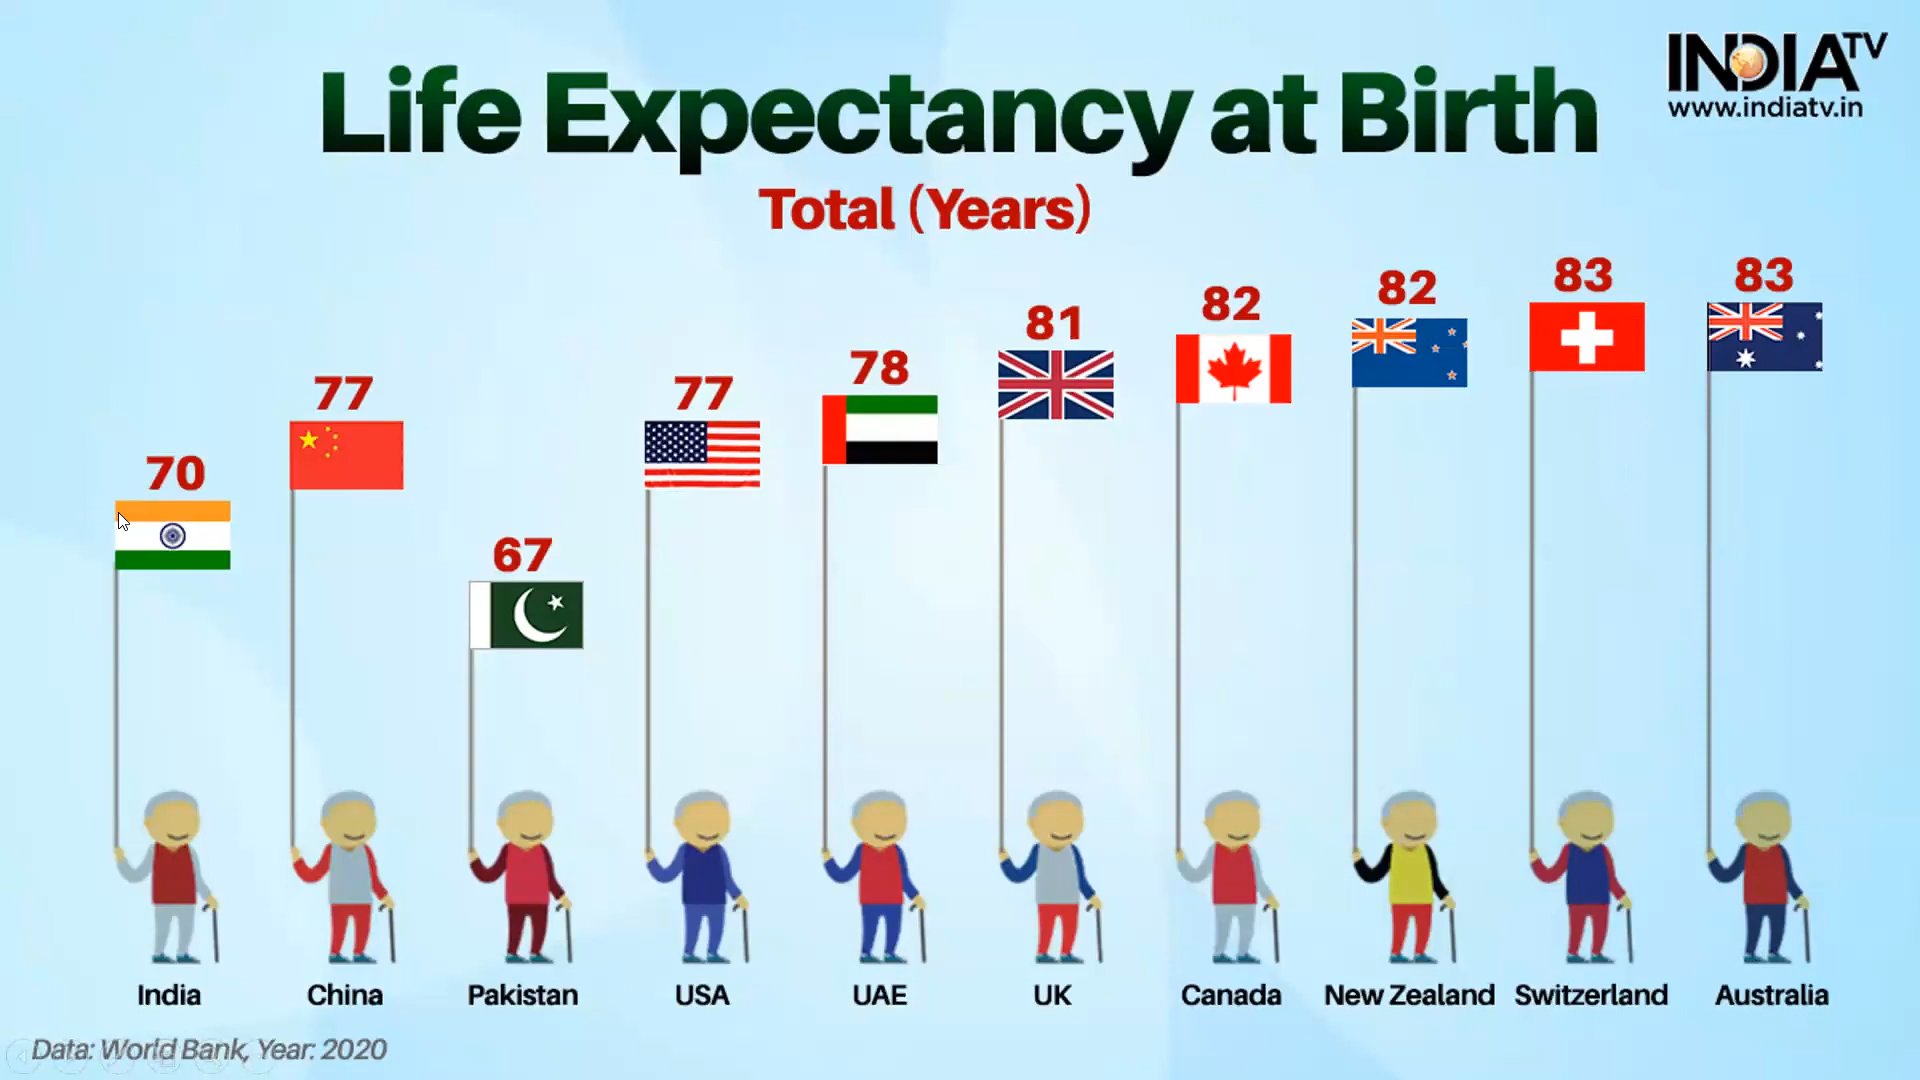 INDIA TV
www.indiatv.in
Life Expectancy at Birth
Total (Years)
70
77
67
77
78
81
82
82
83
83
India
China
Pakistan
USA
UAE
UK
Canada
New Zealand
Switzerland
Australia
Data: World Bank, Year: 2020